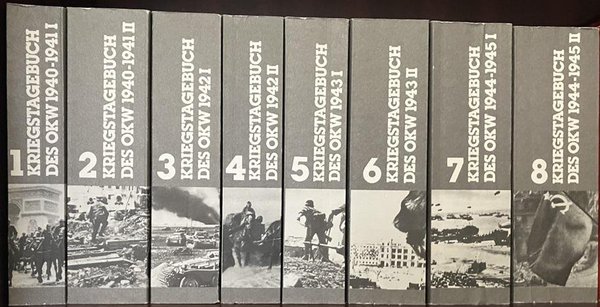 1
KRIEGSTAGEBUCH
DES OKW 1940-1941 I
2
KRIEGSTAGEBUCH
DES OKW 1940-1941 II
3
KRIEGSTAGEBUCH
DES OKW 1942 I
4
KRIEGSTAGEBUCH
DES OKW 1942 II
5
KRIEGSTAGEBUCH
DES OKW 1943 I
6
KRIEGSTAGEBUCH
DES OKW 1943 II
7
KRIEGSTAGEBUCH
DES OKW 1944-1945 I
8
KRIEGSTAGEBUCH
DES OKW 1944-1945 II